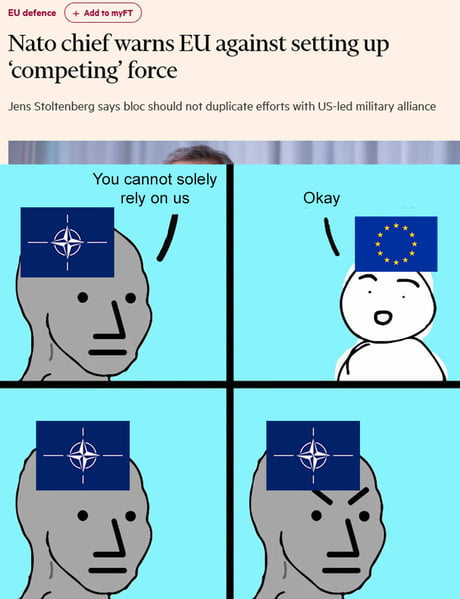 EU defence + Add to myFT
Nato chief warns EU against setting up
‘competing’ force
Jens Stoltenberg says bloc should not duplicate efforts with US-led military alliance
You cannot solely
rely on us
Okay